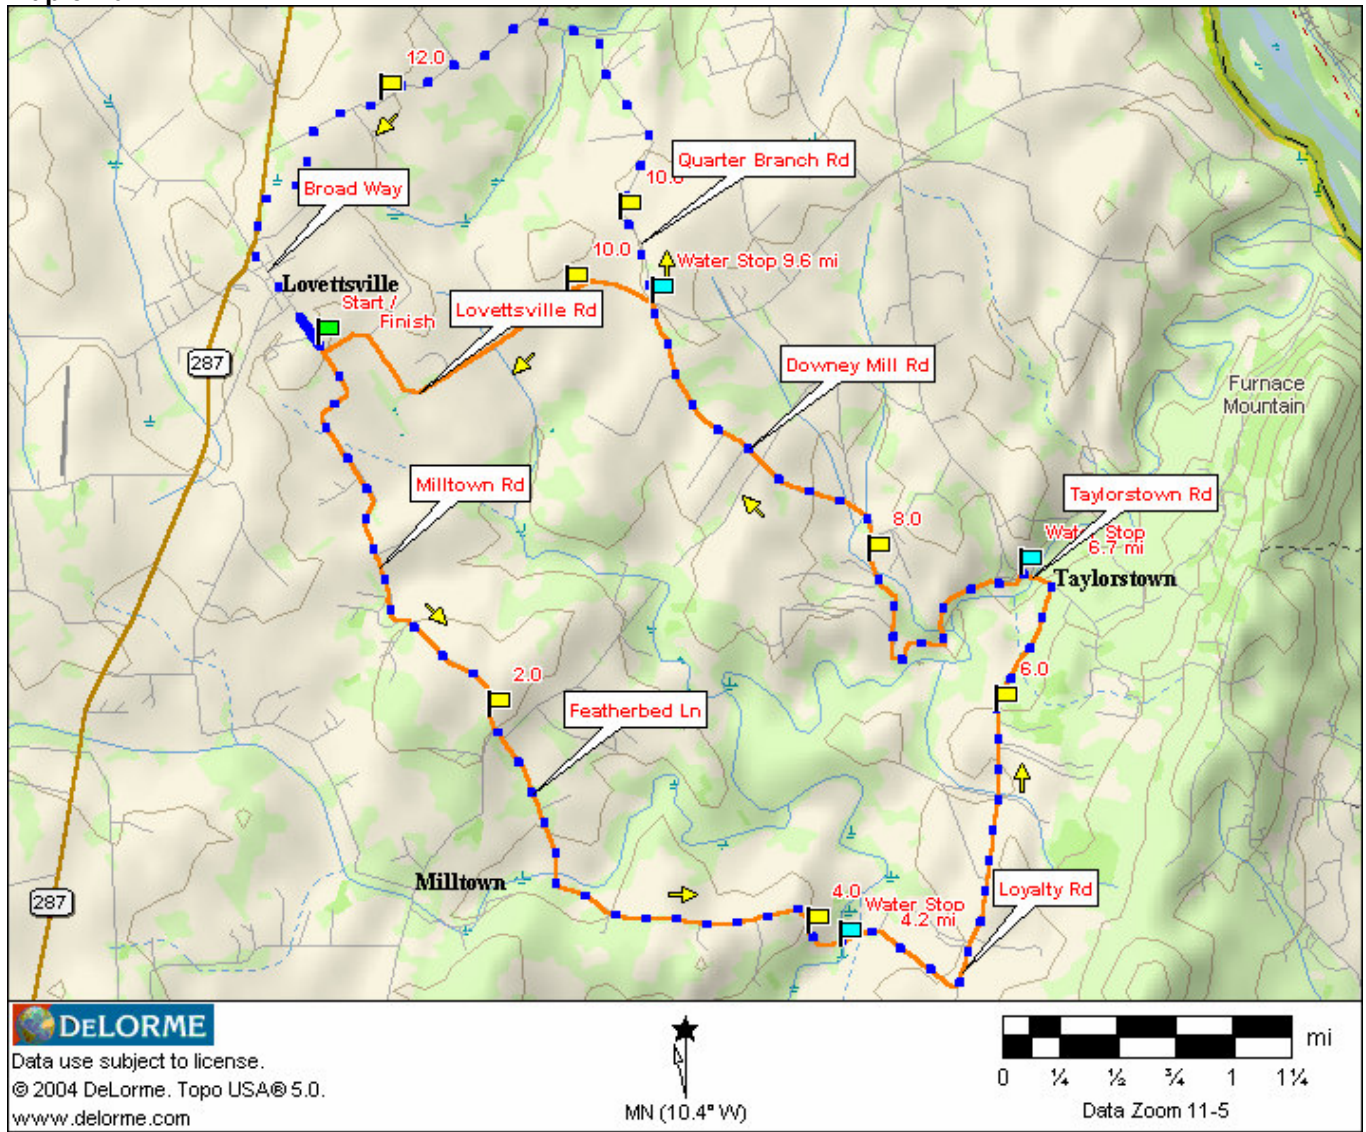 12.0
Quarter Branch Rd
10.0
Broad Way
10.0
Water Stop 9.6 mi
Lovettsville
Start /
Finish
Lovettsville Rd
287
Downey Mill Rd
Furnace
Mountain
Milltown Rd
Taylorstown Rd
8.0
Water Stop
6.7 mi
Taylorstown
2.0
6.0
Featherbed Ln
Milltown
287
4.0
Water Stop
4.2 mi
Loyalty Rd
DELORME
Data use subject to license.
© 2004 DeLorme. Topo USA® 5.0.
www.delorme.com
MN (10.4° W)
mi
0 ¼ ½ ¾ 1 1¼
Data Zoom 11-5